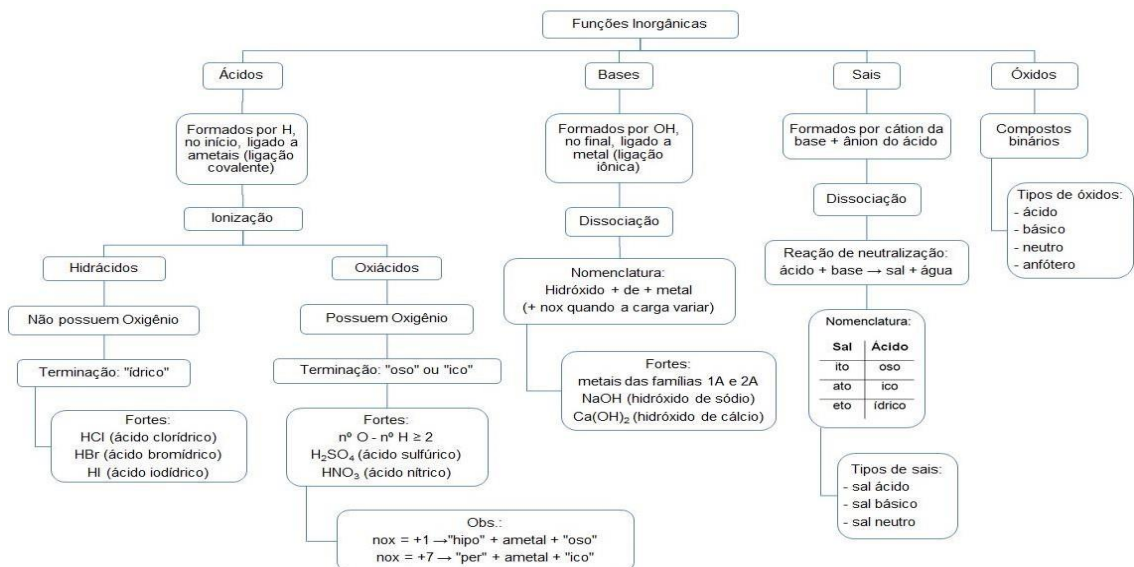 Funções Inorgânicas
Ácidos
Formados por H,
no início, ligado a
ametais (ligação
covalente)
Ionização
Hidrácidos
Não possuem Oxigênio
Terminação: "ídrico"
Fortes:
HCl (ácido clorídrico)
HBr (ácido bromídrico)
HI (ácido iodídrico)
Oxiácidos
Possuem Oxigênio
Terminação: "oso" ou "ico"
Fortes:
nº O - nº H ≥ 2
H₂SO₄ (ácido sulfúrico)
HNO₃ (ácido nítrico)
Obs.:
nox = +1 →"hipo" + ametal + "oso"
nox = +7 → "per" + ametal + "ico"
Bases
Formados por OH,
no final, ligado a
metal (ligação
iônica)
Dissociação
Nomenclatura:
Hidróxido + de + metal
(+ nox quando a carga variar)
Fortes:
metais das famílias 1A e 2A
NaOH (hidróxido de sódio)
Ca(OH)₂ (hidróxido de cálcio)
Sais
Formados por cátion da
base + ânion do ácido
Dissociação
Reação de neutralização:
ácido + base → sal + água
Nomenclatura:
Sal Ácido
ito oso
ato ico
eto ídrico
Tipos de sais:
- sal ácido
- sal básico
- sal neutro
Óxidos
Compostos
binários
Tipos de óxidos:
- ácido
- básico
- neutro
- anfótero